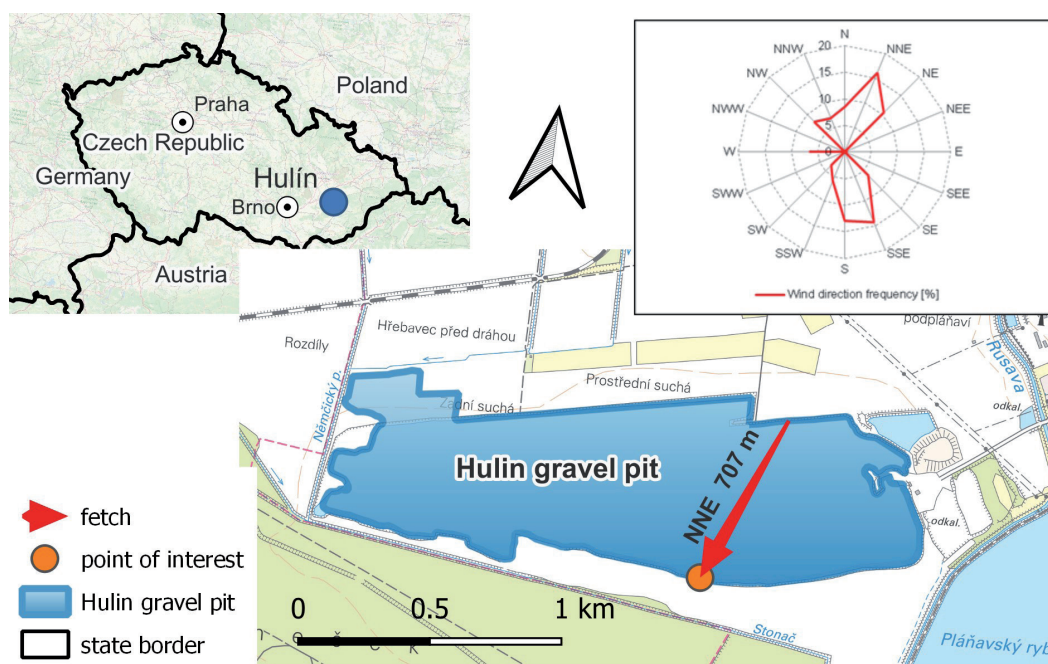 Poland
Praha
Czech Republic
Germany
Hulín
Brno
Austria
N
NNW
NNE
NW
NE
NWW
NEE
W
E
SWW
SEE
SW
SE
SSW
SSE
S
20
15
10
5
0
Wind direction frequency [%]
Rozdíly
Hřebavec před dráhou
podpláňaví
Rusava
Němčický p.
Prostřední suchá
Zadní suchá
odkal.
Hulin gravel pit
NNE 707 m
odkal.
fetch
point of interest
Hulin gravel pit
state border
0 0.5 1 km
Stonač
Pláňavský ryb